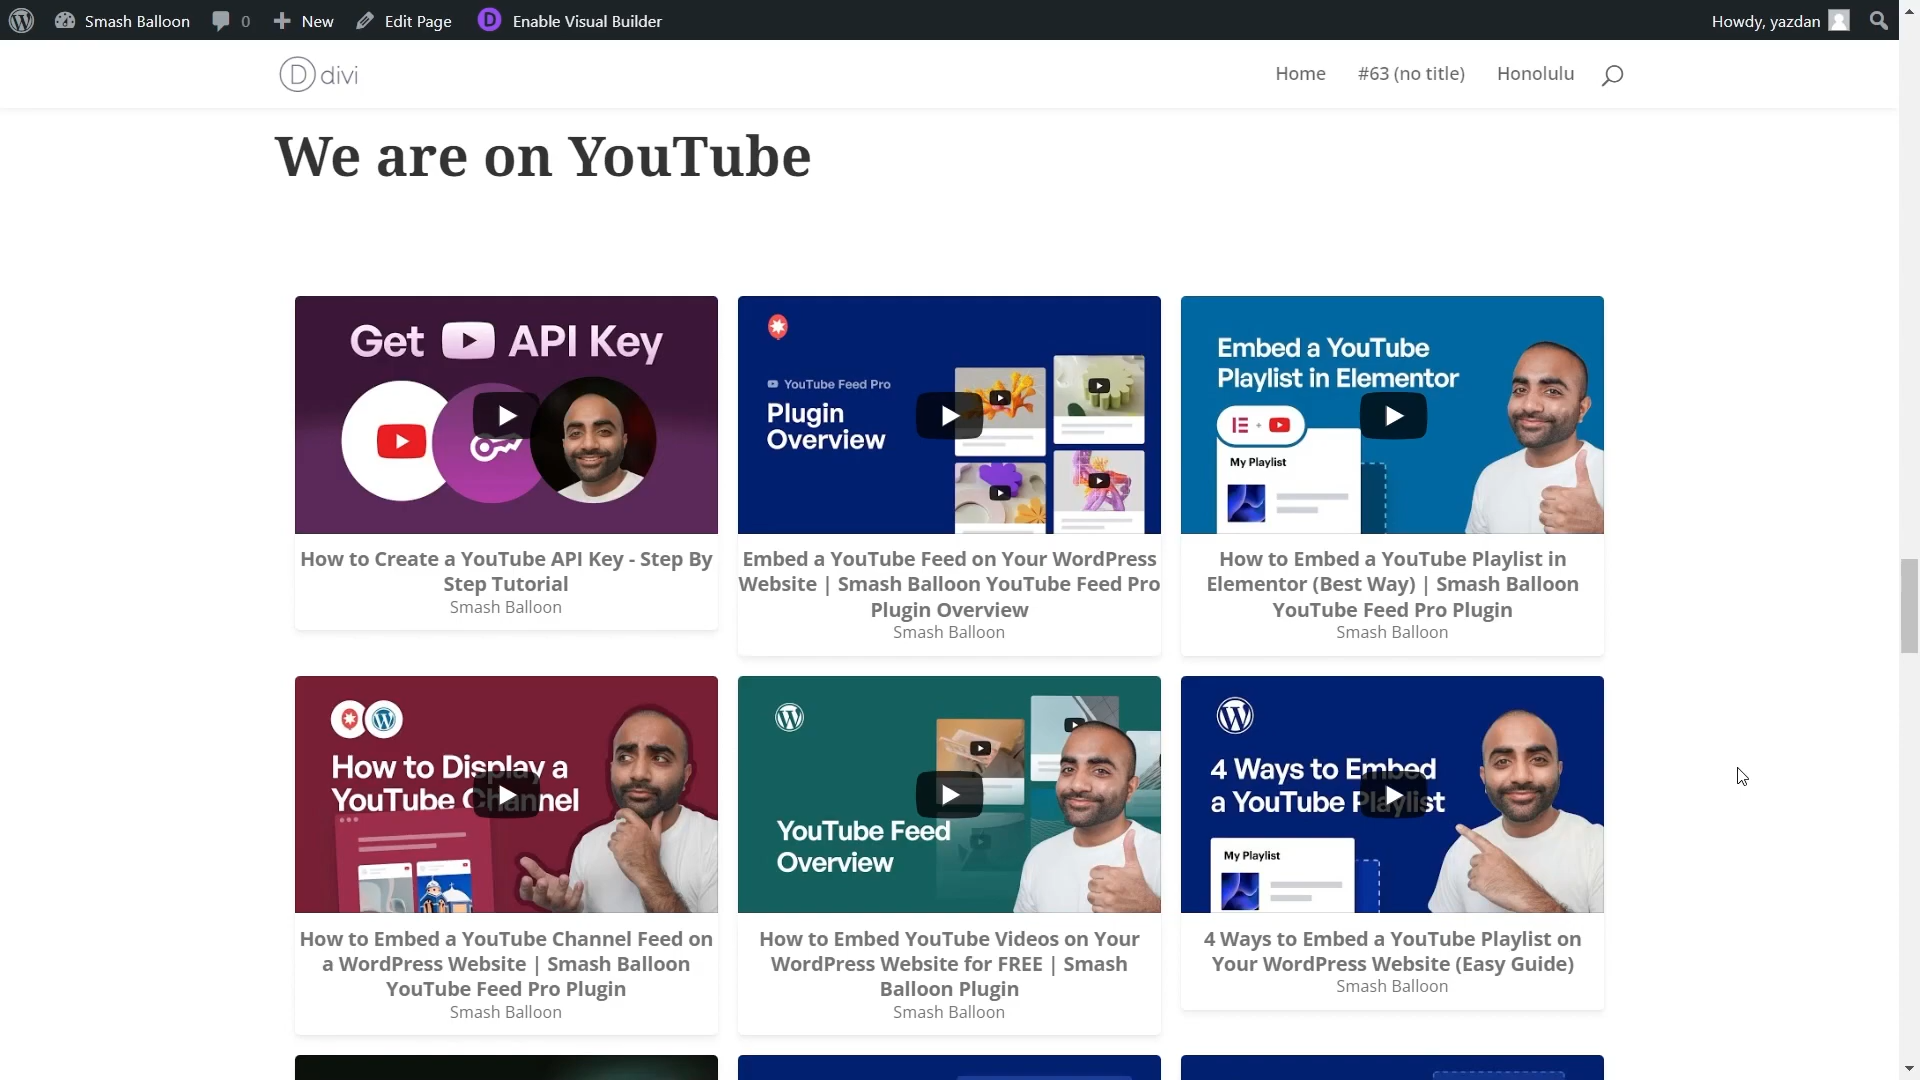 Smash Balloon 0 New Edit Page D Enable Visual Builder Howdy, yazdan
D divi Home #63 (no title) Honolulu
We are on YouTube
Get API Key
YouTube Feed Pro
Plugin
Overview
Embed a YouTube
Playlist in Elementor
My Playlist
How to Create a YouTube API Key - Step By
Step Tutorial
Smash Balloon
Embed a YouTube Feed on Your WordPress
Website | Smash Balloon YouTube Feed Pro
Plugin Overview
Smash Balloon
How to Embed a YouTube Playlist in
Elementor (Best Way) | Smash Balloon
YouTube Feed Pro Plugin
Smash Balloon
How to Display a
YouTube Channel
YouTube Feed
Overview
4 Ways to Embed
a YouTube Playlist
My Playlist
How to Embed a YouTube Channel Feed on
a WordPress Website | Smash Balloon
YouTube Feed Pro Plugin
Smash Balloon
How to Embed YouTube Videos on Your
WordPress Website for FREE | Smash
Balloon Plugin
Smash Balloon
4 Ways to Embed a YouTube Playlist on
Your WordPress Website (Easy Guide)
Smash Balloon